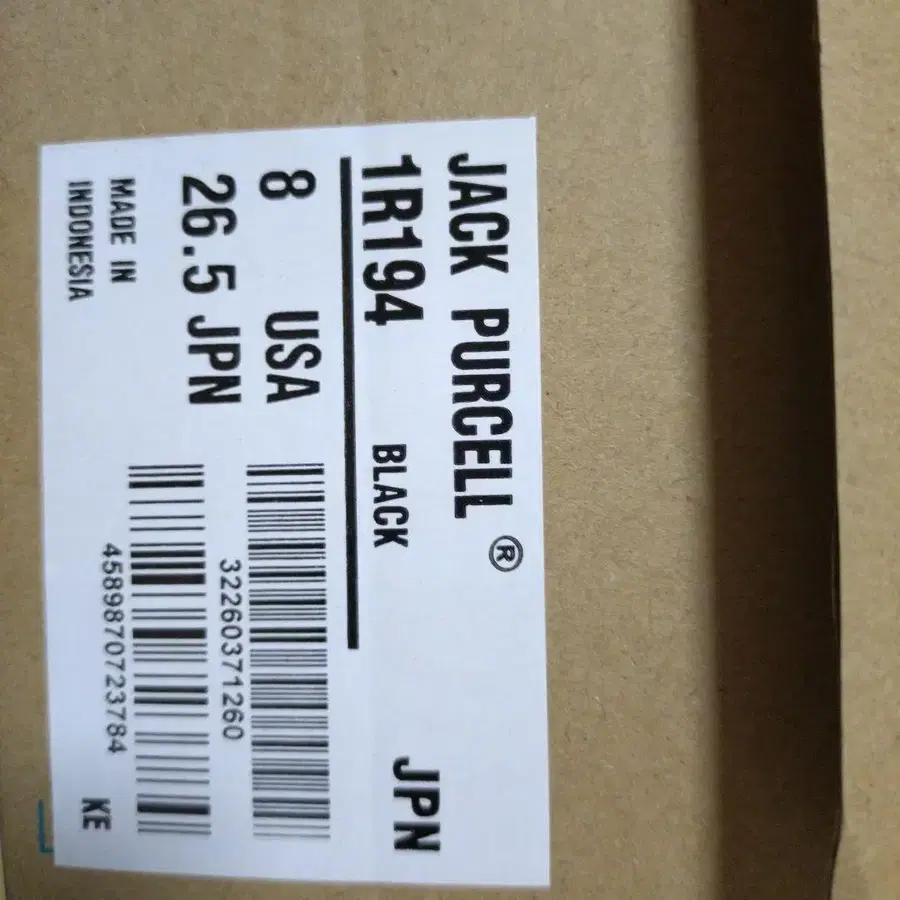 JACK PURCELL ®
1R194 BLACK JPN
8 USA
32260371260
26.5 JPN
4589870723784
MADE IN
INDONESIA
KE